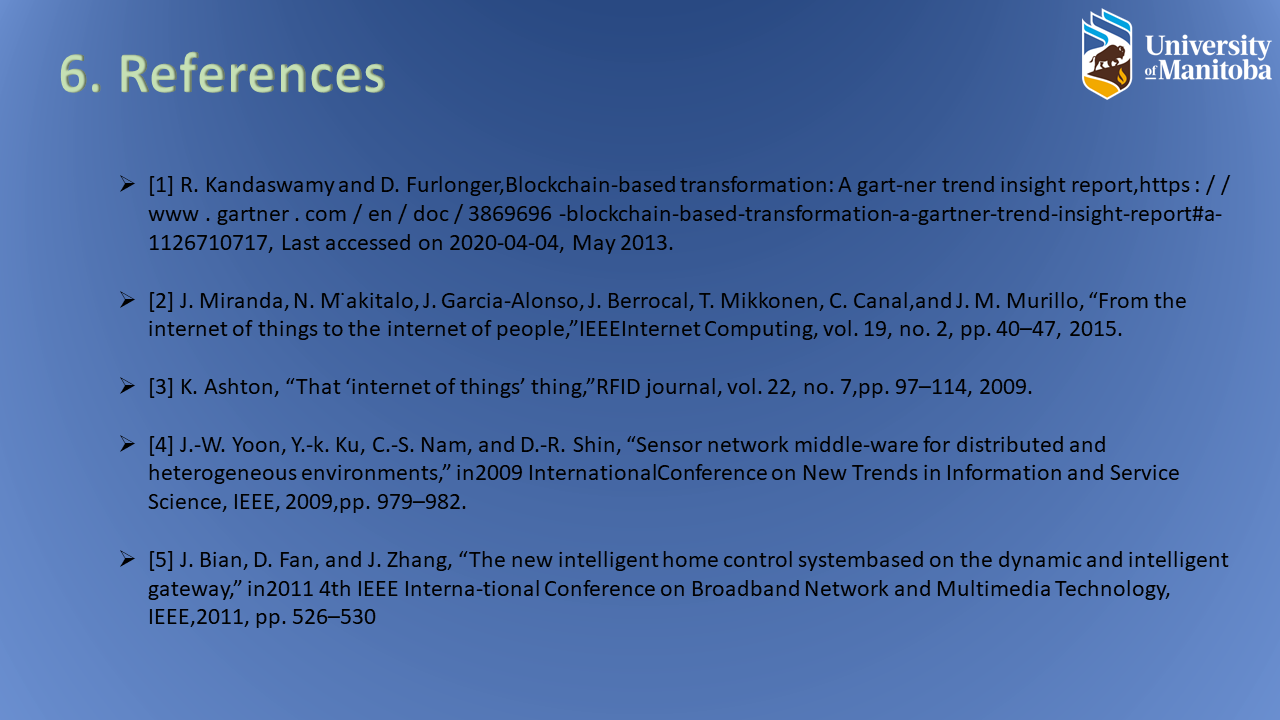 6. References
University
of Manitoba
[1] R. Kandaswamy and D. Furlonger,Blockchain-based transformation: A gart-ner trend insight report,https : / /
www . gartner . com / en / doc / 3869696 -blockchain-based-transformation-a-gartner-trend-insight-report#a-
1126710717, Last accessed on 2020-04-04, May 2013.
[2] J. Miranda, N. M¨akitalo, J. Garcia-Alonso, J. Berrocal, T. Mikkonen, C. Canal,and J. M. Murillo, “From the
internet of things to the internet of people,”IEEEInternet Computing, vol. 19, no. 2, pp. 40–47, 2015.
[3] K. Ashton, “That ‘internet of things’ thing,”RFID journal, vol. 22, no. 7,pp. 97–114, 2009.
[4] J.-W. Yoon, Y.-k. Ku, C.-S. Nam, and D.-R. Shin, “Sensor network middle-ware for distributed and
heterogeneous environments,” in2009 InternationalConference on New Trends in Information and Service
Science, IEEE, 2009,pp. 979–982.
[5] J. Bian, D. Fan, and J. Zhang, “The new intelligent home control systembased on the dynamic and intelligent
gateway,” in2011 4th IEEE Interna-tional Conference on Broadband Network and Multimedia Technology,
IEEE,2011, pp. 526–530